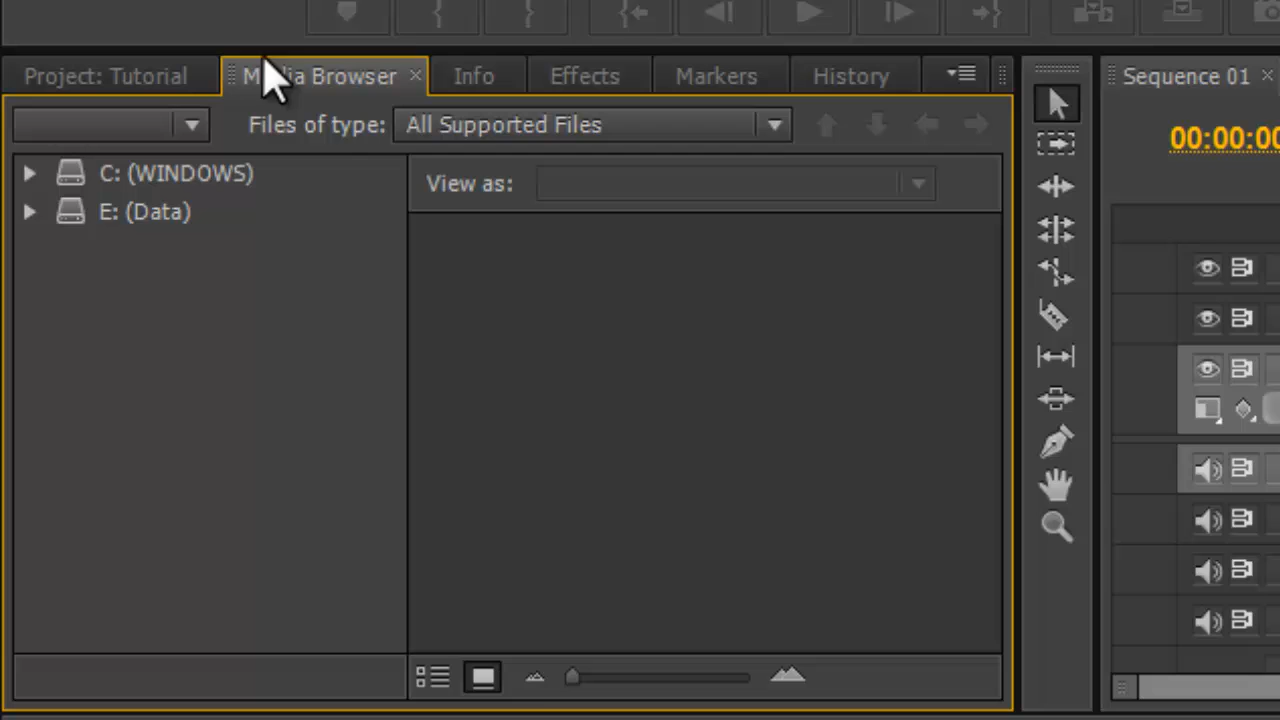 Project: Tutorial
Media Browser
Info
Effects
Markers
History
Sequence 01
Files of type:
All Supported Files
00:00:00
C: (WINDOWS)
E: (Data)
View as: